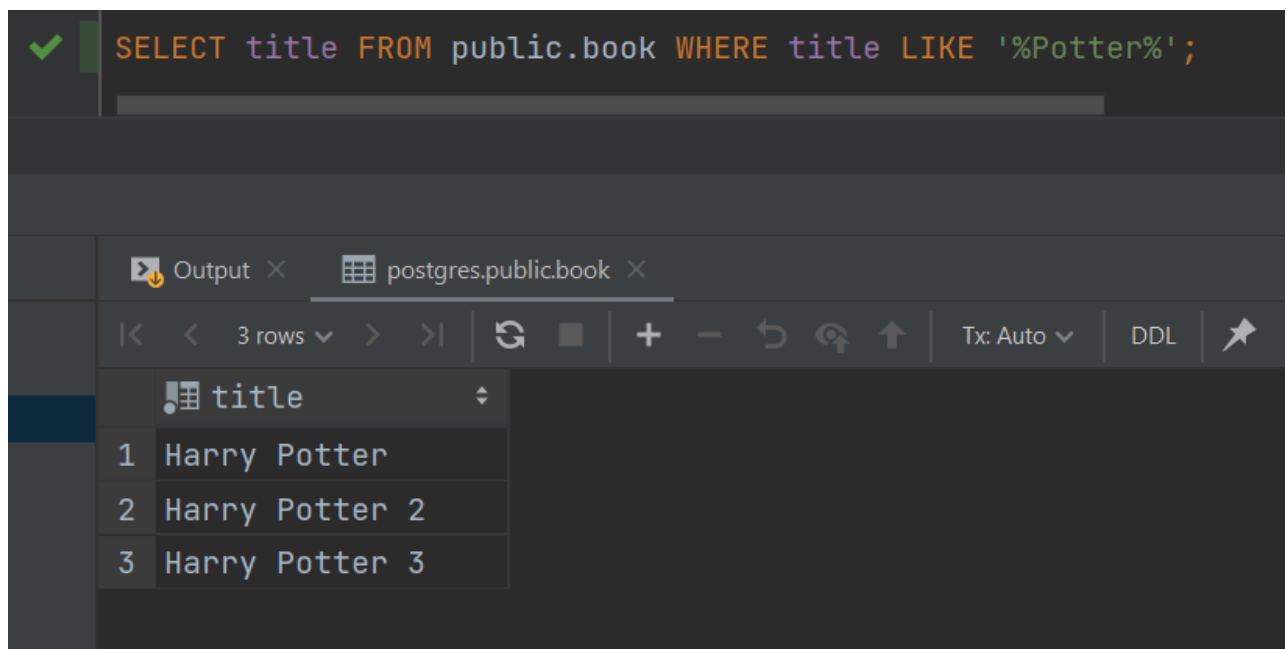 SELECT title FROM public.book WHERE title LIKE '%Potter%';
Output postgres.public.book
3 rows Tx: Auto DDL
title
1 Harry Potter
2 Harry Potter 2
3 Harry Potter 3